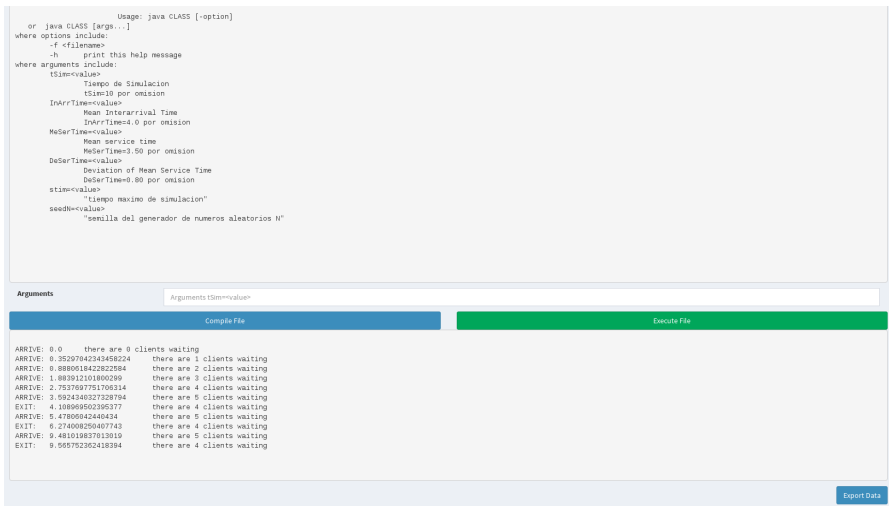 Usage: java CLASS [-option]
or java CLASS [args...]
where options include:
-f <filename>
-h print this help message
where arguments include:
tSim=<value>
Tiempo de Simulacion
tSim=10 por omision
InArrTime=<value>
Mean Interarrival Time
InArrTime=4.0 por omision
MeSerTime=<value>
Mean service time
MeSerTime=3.50 por omision
DeSerTime=<value>
Deviation of Mean Service Time
DeSerTime=0.80 por omision
stim=<value>
"tiempo maximo de simulacion"
seedN=<value>
"semilla del generador de numeros aleatorios N"
Arguments
Arguments tSim=<value>
Compile File Execute File
ARRIVE: 0.0 there are 0 clients waiting
ARRIVE: 0.35297042343458224 there are 1 clients waiting
ARRIVE: 0.8880618422822584 there are 2 clients waiting
ARRIVE: 1.883912101800299 there are 3 clients waiting
ARRIVE: 2.7537697751706314 there are 4 clients waiting
ARRIVE: 3.5924340327328794 there are 5 clients waiting
EXIT: 4.108969502395377 there are 4 clients waiting
ARRIVE: 5.47806042440434 there are 5 clients waiting
EXIT: 6.274008250407743 there are 4 clients waiting
ARRIVE: 9.481019837013019 there are 5 clients waiting
EXIT: 9.565752362418394 there are 4 clients waiting
Export Data